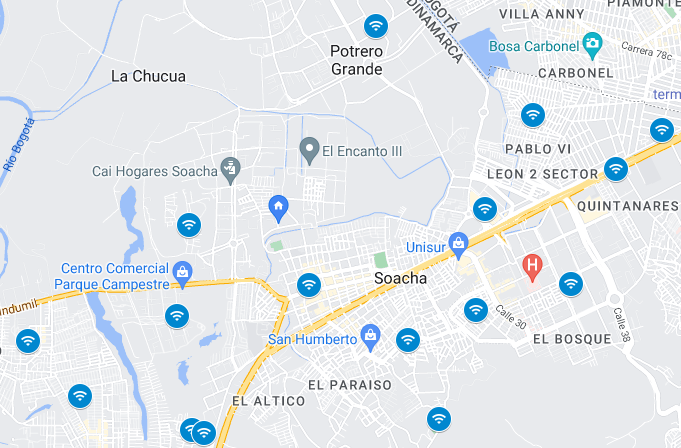 BOGOTÁ
DINAMARCA
VILLA ANNY
PIAMONTE
Potrero
Grande
Bosa Carbonel
Carrera 78c
La Chucua
CARBONEL
term
Río Bogotá
El Encanto III
PABLO VI
Cai Hogares Soacha
LEON 2 SECTOR
QUINTANARES
Unisur
Centro Comercial
Parque Campestre
H
Soacha
Indumil
Calle 30
Calle 38
San Humberto
EL BOSQUE
EL PARAISO
EL ALTICO